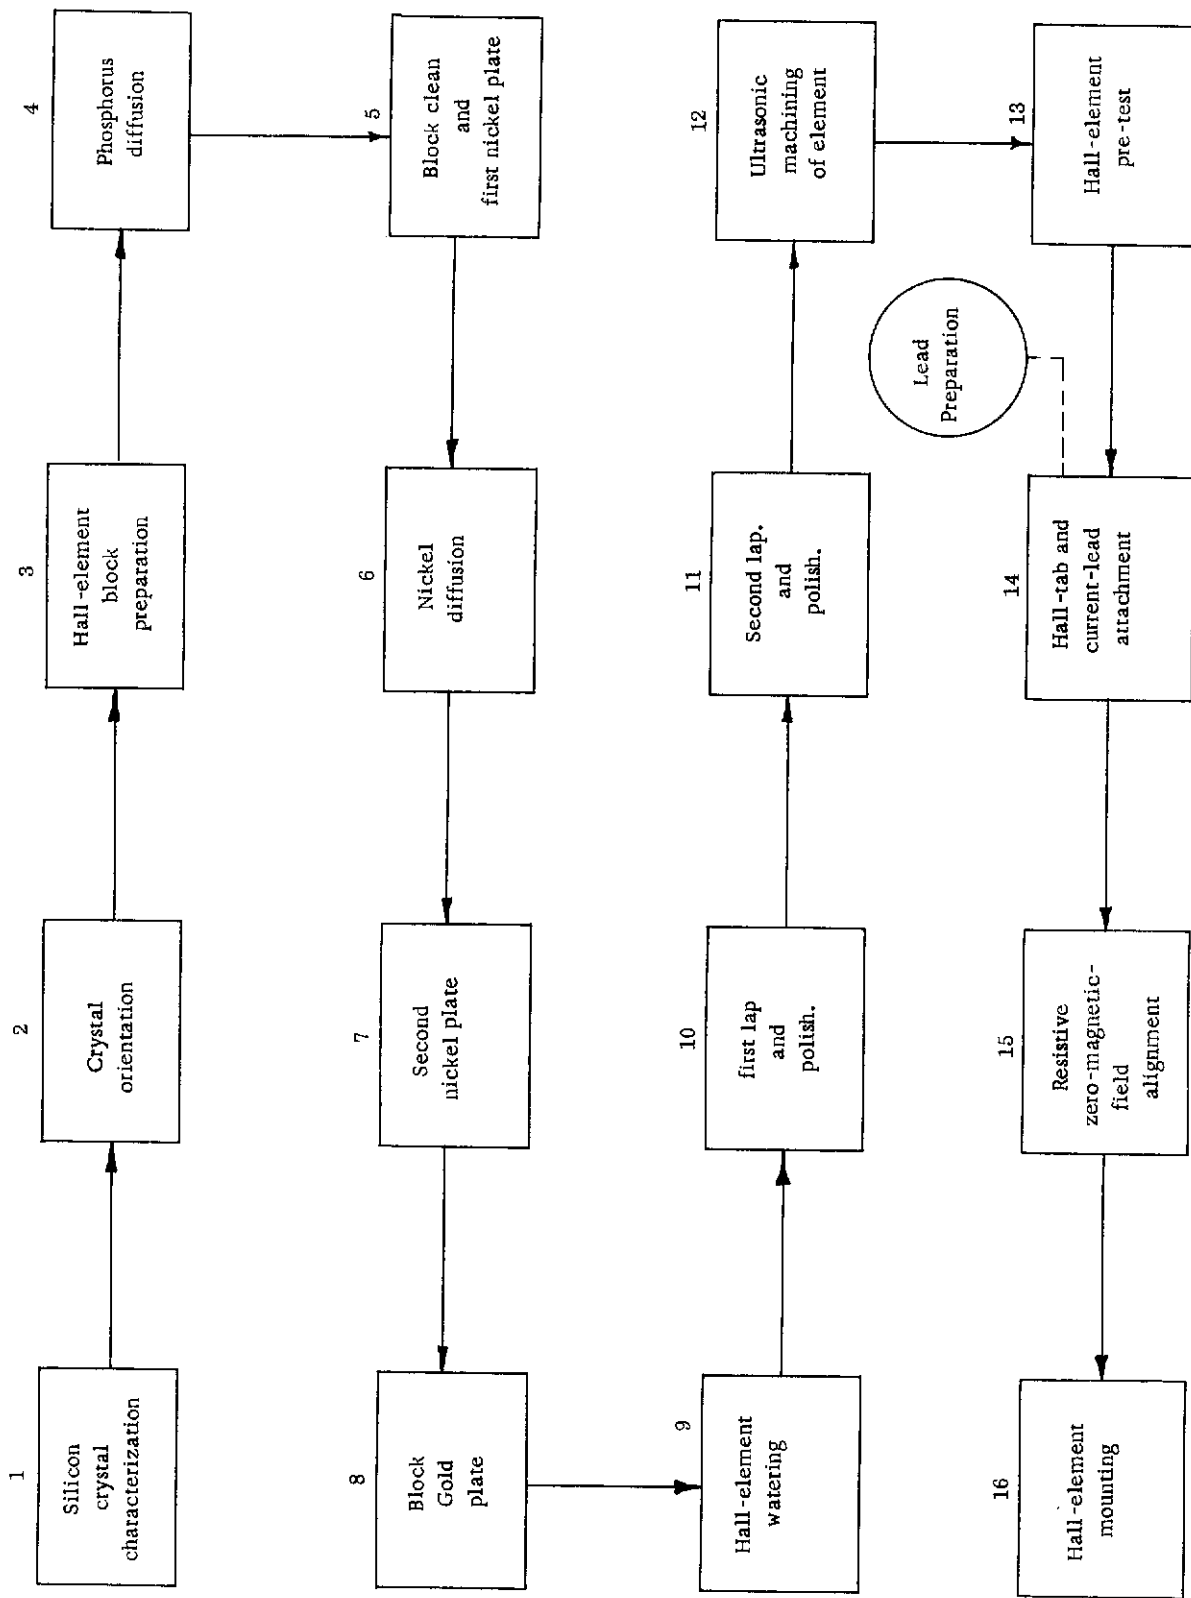 1
Silicon
crystal
characterization
2
Crystal
orientation
3
Hall-element
block
preparation
4
Phosphorus
diffusion
5
Block clean
and
first nickel plate
6
Nickel
diffusion
7
Second
nickel plate
8
Block
Gold
plate
9
Hall-element
watering
10
first lap
and
polish.
11
Second lap.
and
polish.
12
Ultrasonic
machining
of element
13
Hall-element
pre-test
Lead
Preparation
14
Hall-tab and
current-lead
attachment
15
Resistive
zero-magnetic-
field
alignment
16
Hall-element
mounting